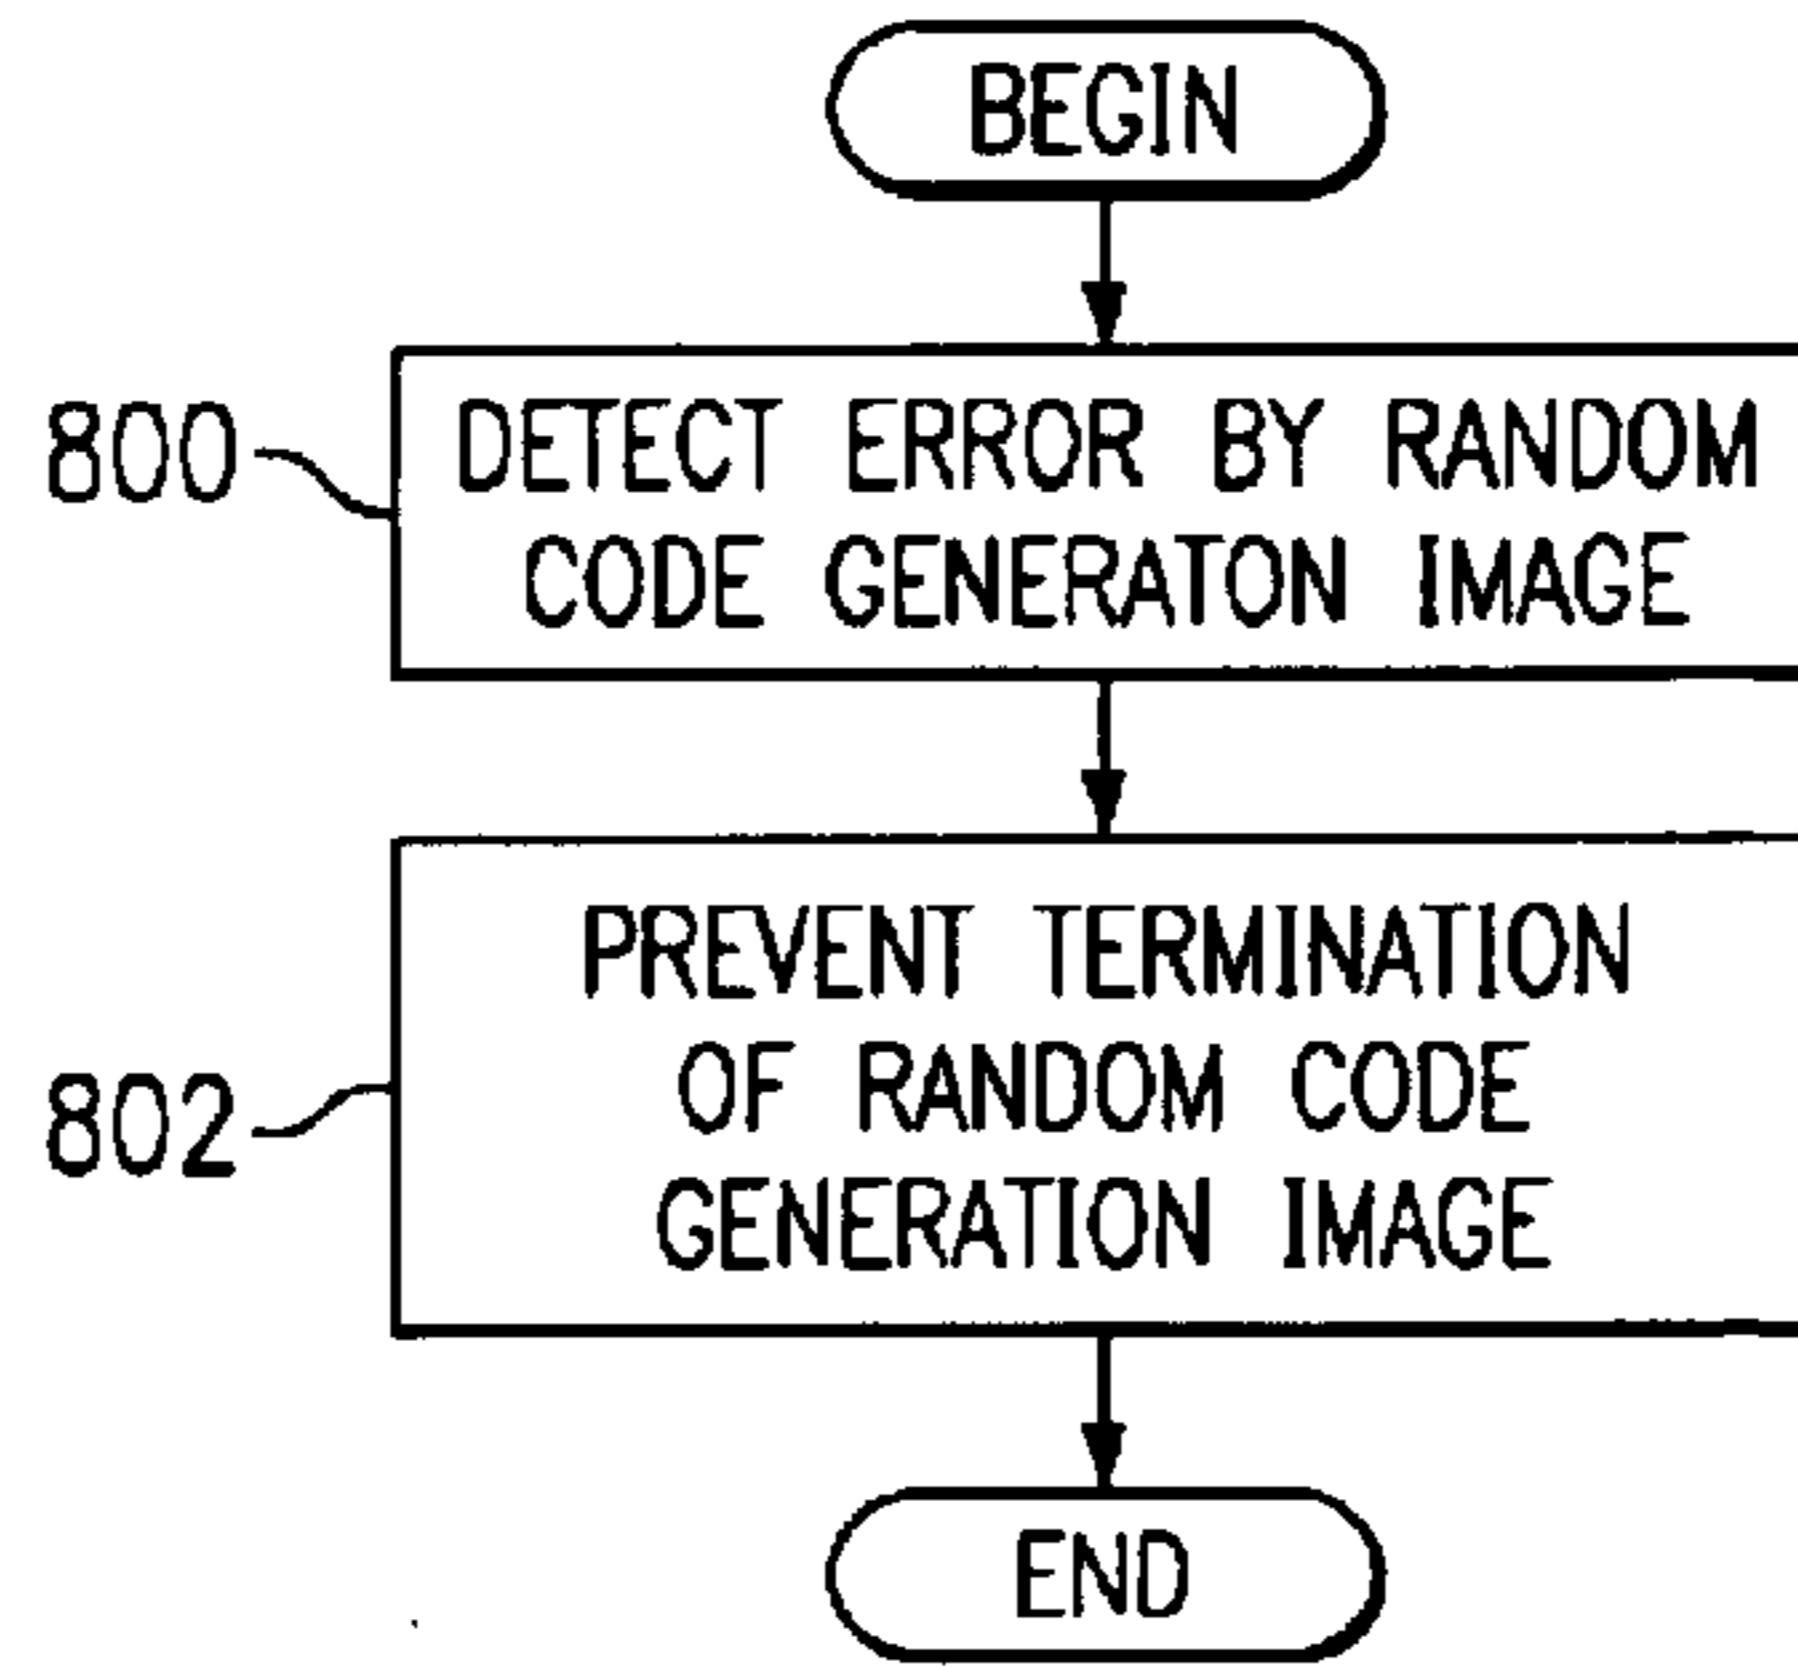 BEGIN
800
DETECT ERROR BY RANDOM
CODE GENERATON IMAGE
802
PREVENT TERMINATION
OF RANDOM CODE
GENERATION IMAGE
END